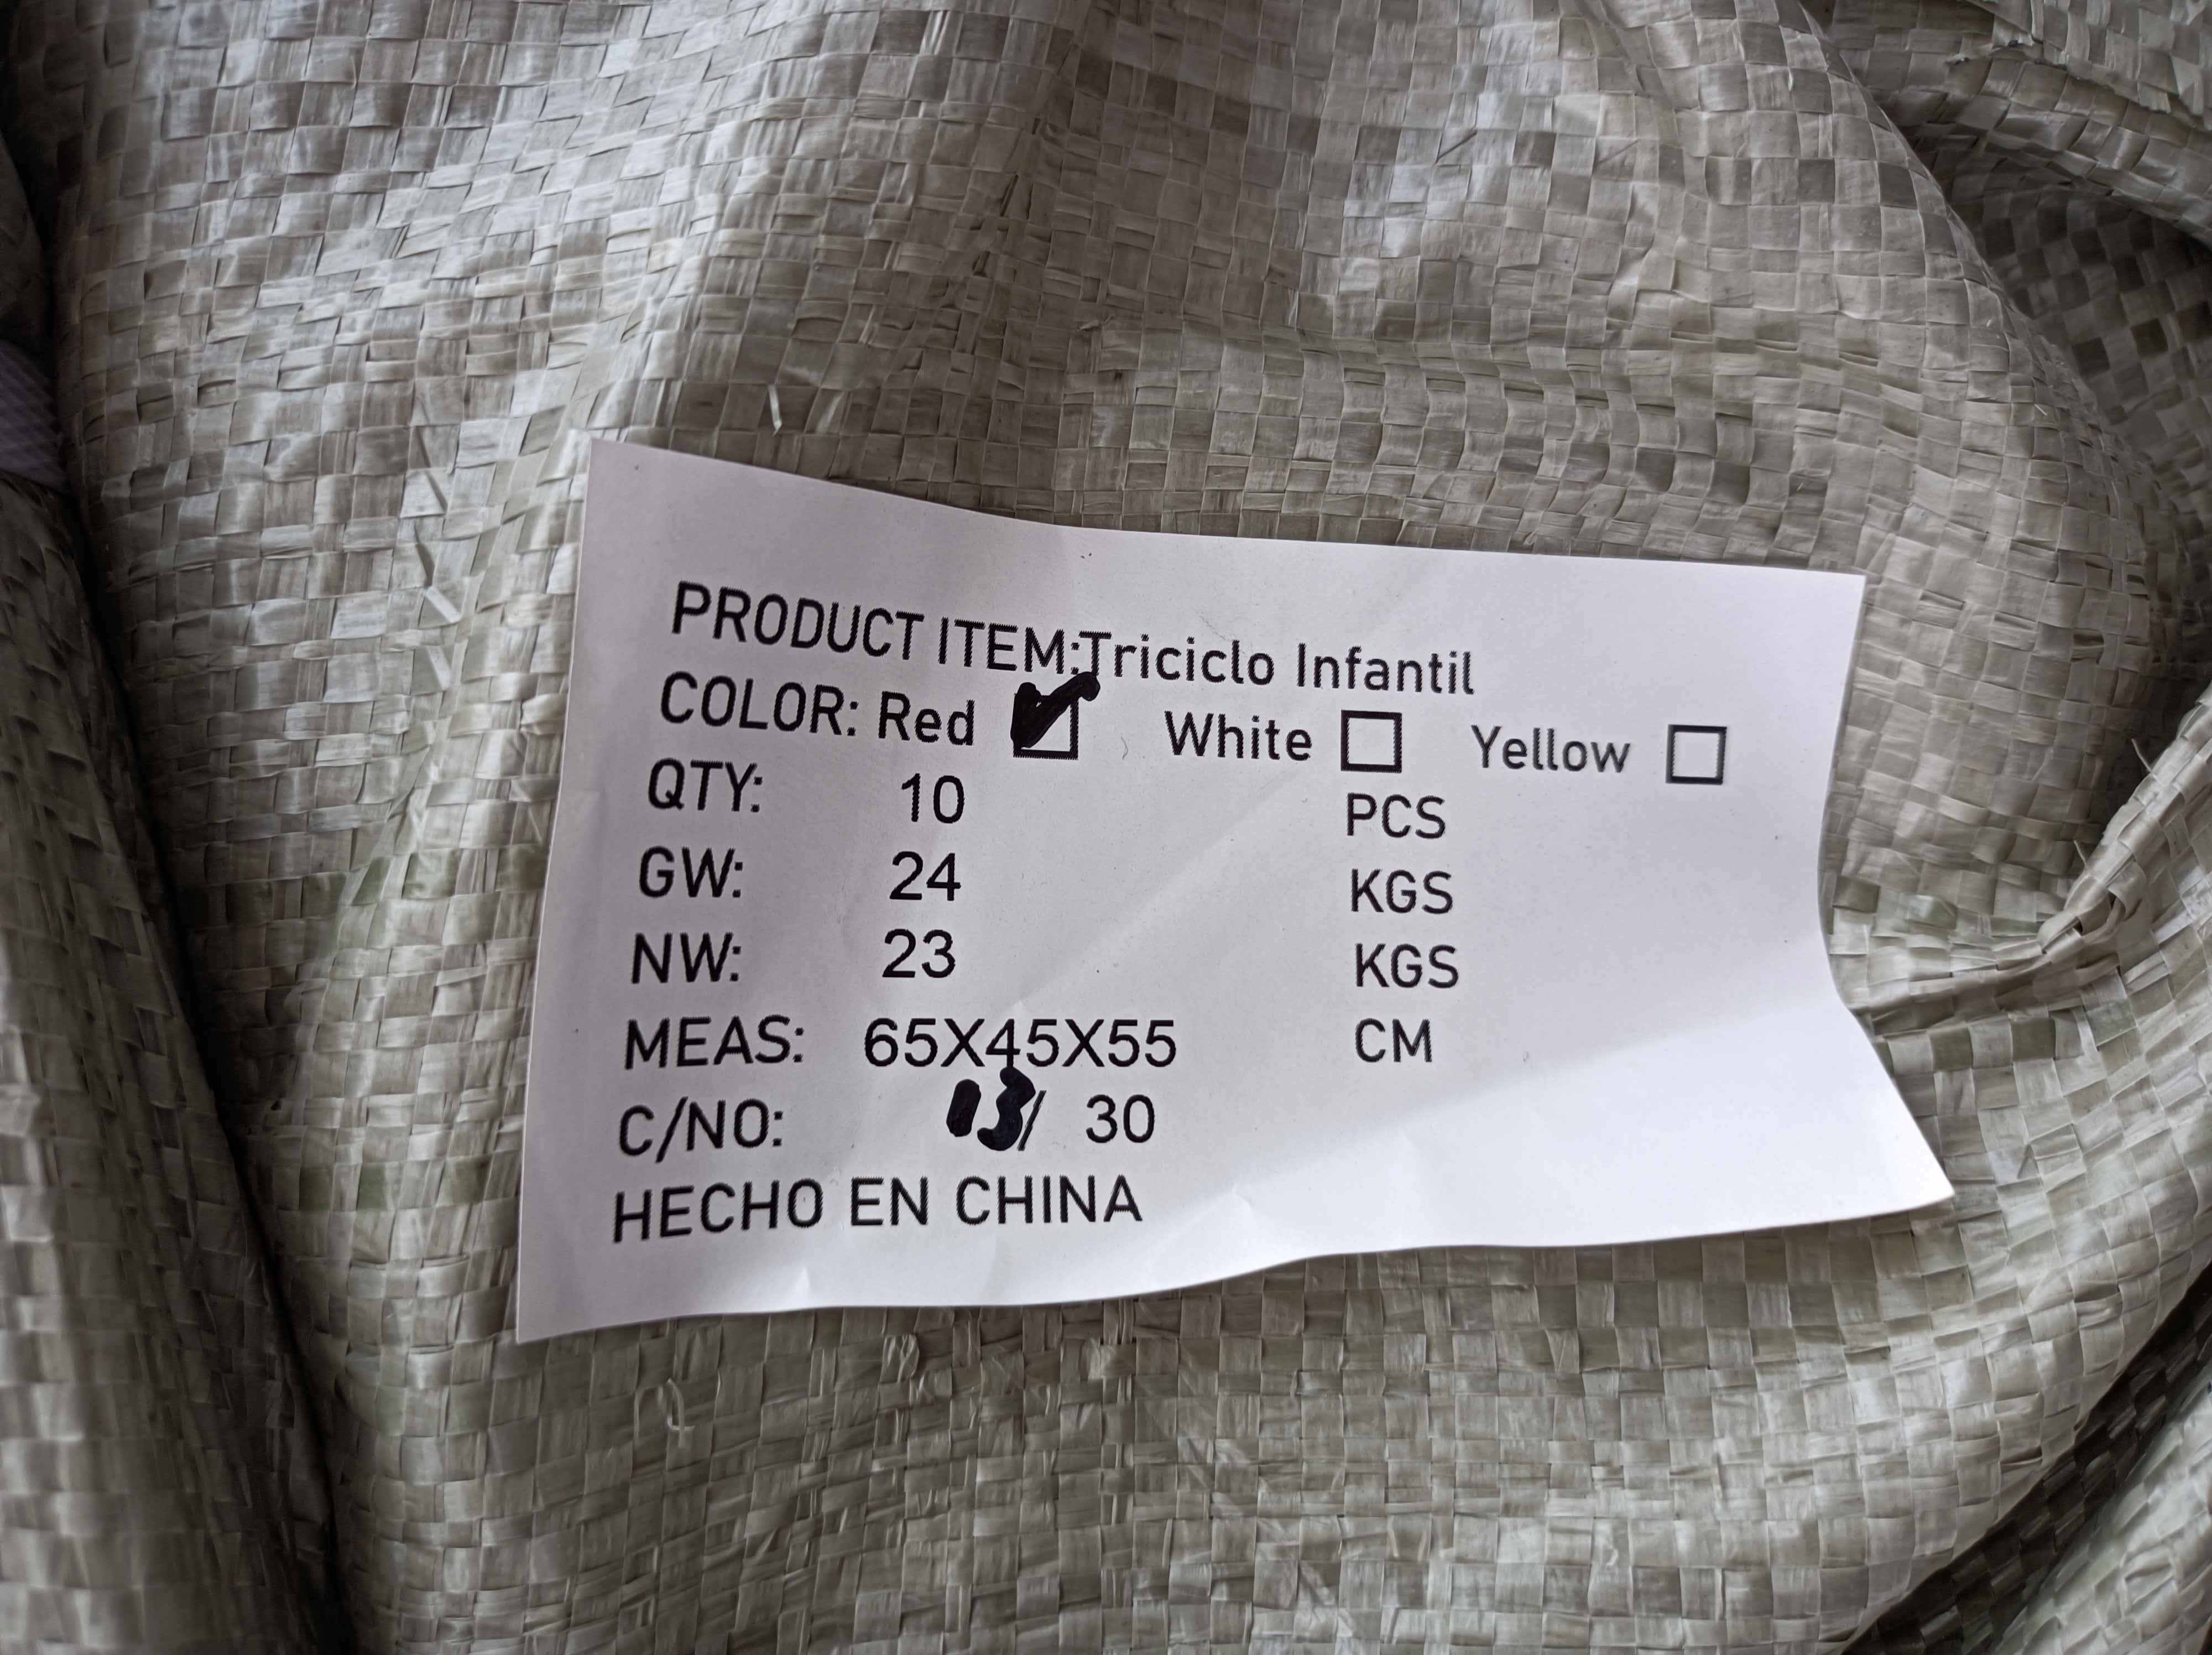 PRODUCT ITEM:Triciclo Infantil
COLOR: Red ☑ White ☐ Yellow ☐
QTY: 10 PCS
GW: 24 KGS
NW: 23 KGS
MEAS: 65X45X55 CM
C/NO: 13/ 30
HECHO EN CHINA